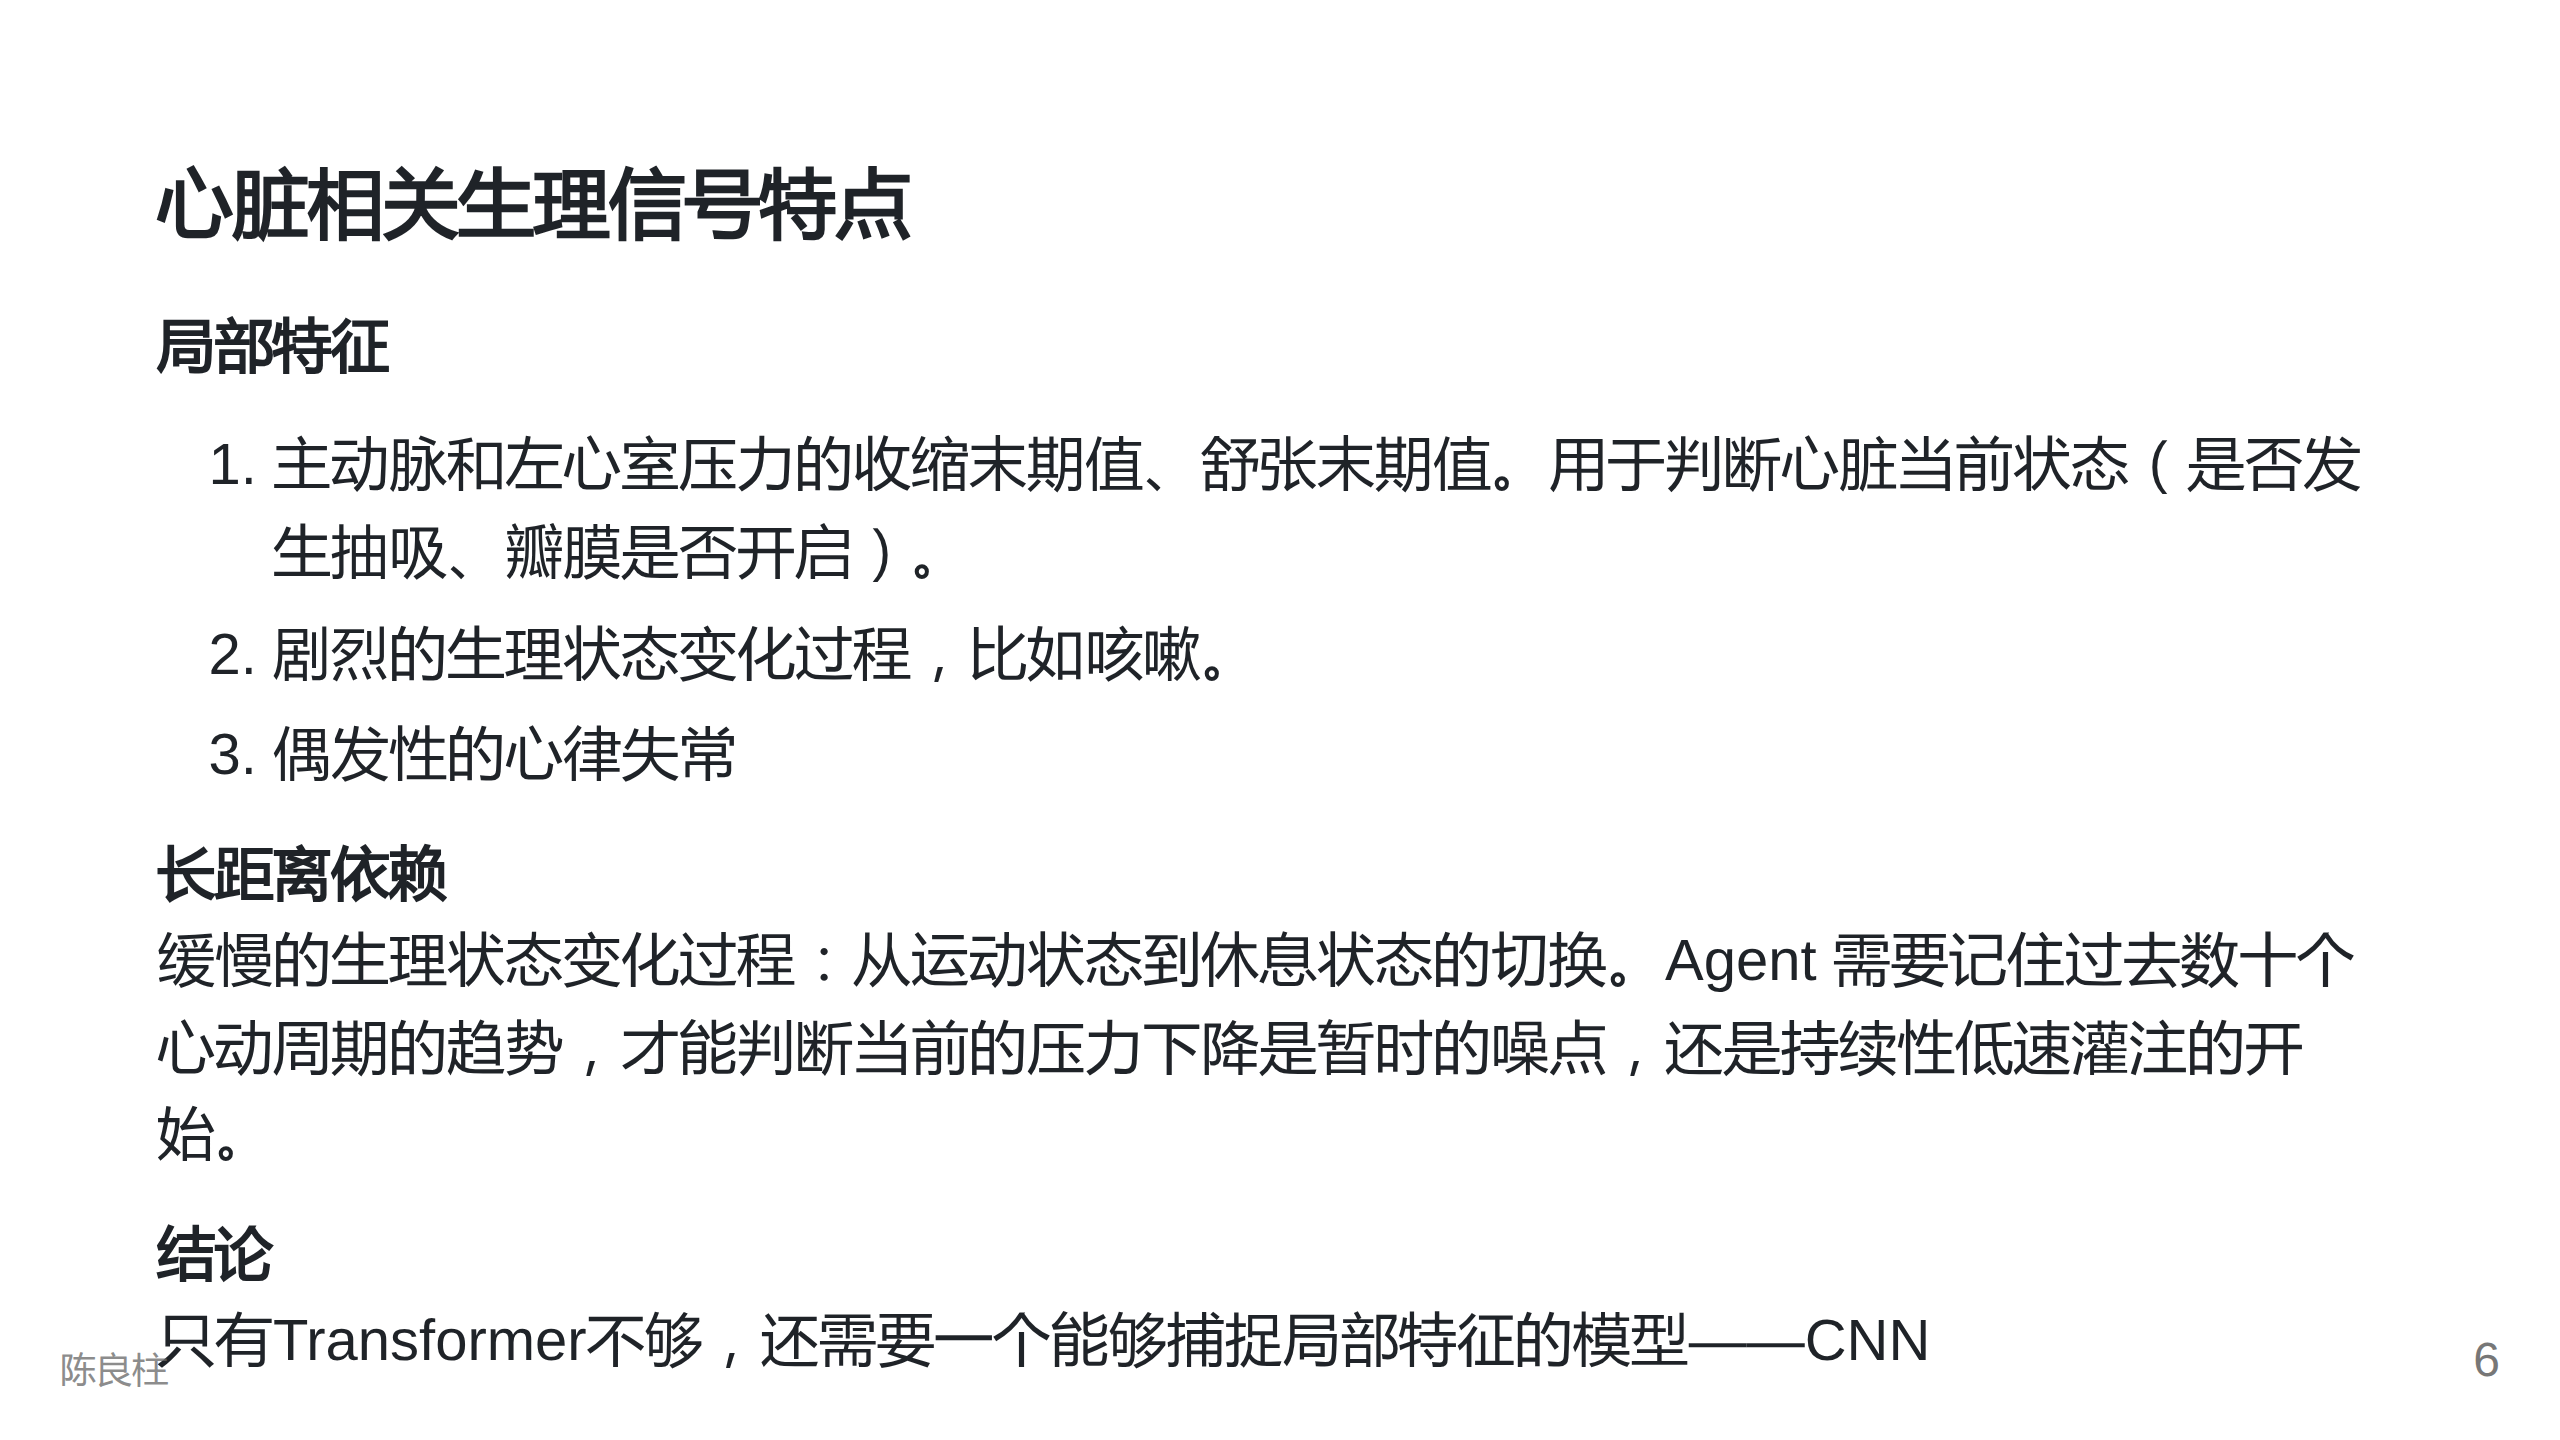 心脏相关生理信号特点
局部特征
1. 主动脉和左心室压力的收缩末期值、舒张末期值。用于判断心脏当前状态（是否发
生抽吸、瓣膜是否开启）。
2. 剧烈的生理状态变化过程，比如咳嗽。
3. 偶发性的心律失常
长距离依赖
缓慢的生理状态变化过程：从运动状态到休息状态的切换。Agent 需要记住过去数十个
心动周期的趋势，才能判断当前的压力下降是暂时的噪点，还是持续性低速灌注的开
始。
结论
只有Transformer不够，还需要一个能够捕捉局部特征的模型——CNN
陈良柱
6